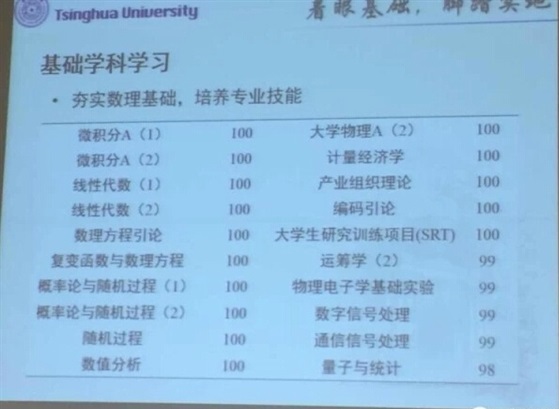 Tsinghua University
着眼基础，脚踏实地
基础学科学习
• 夯实数理基础，培养专业技能
微积分A（1） 100 大学物理A（2） 100
微积分A（2） 100 计量经济学 100
线性代数（1） 100 产业组织理论 100
线性代数（2） 100 编码引论 100
数理方程引论 100 大学生研究训练项目(SRT) 100
复变函数与数理方程 100 运筹学（2） 99
概率论与随机过程（1） 100 物理电子学基础实验 99
概率论与随机过程（2） 100 数字信号处理 99
随机过程 100 通信信号处理 99
数值分析 100 量子与统计 98